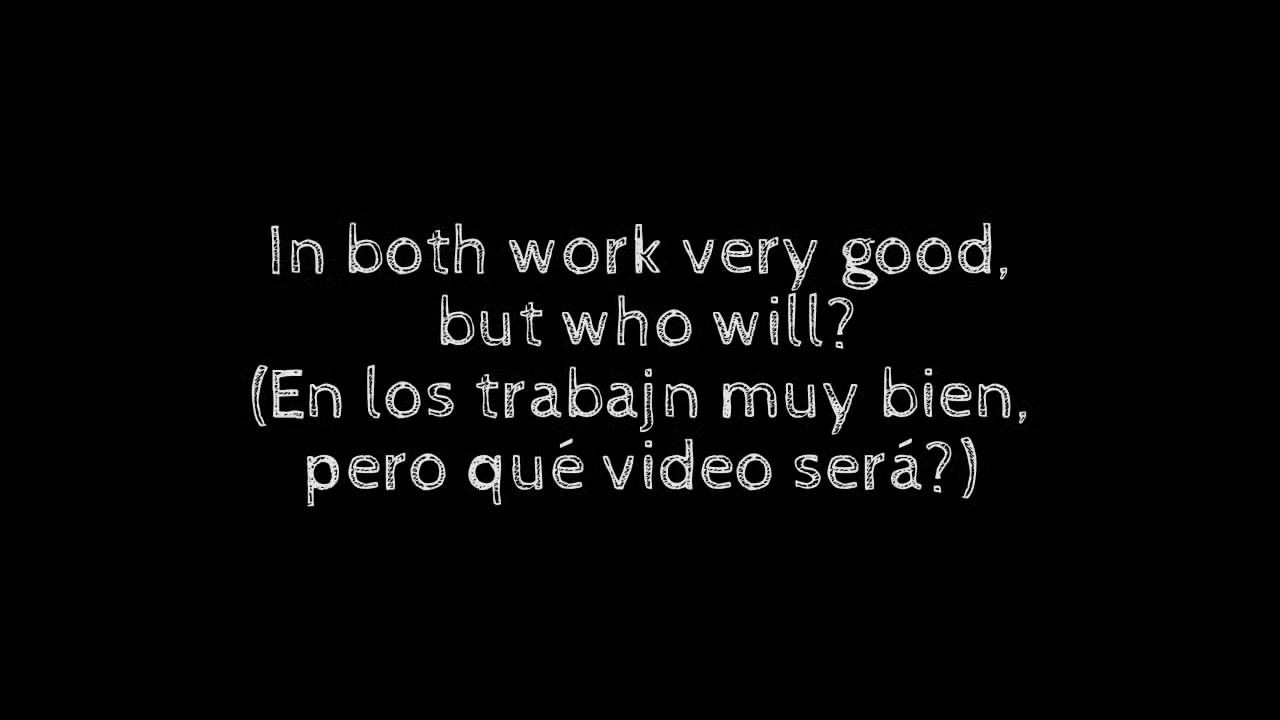 In both work very good,
but who will?
(En los trabajn muy bien,
pero qué video será?)